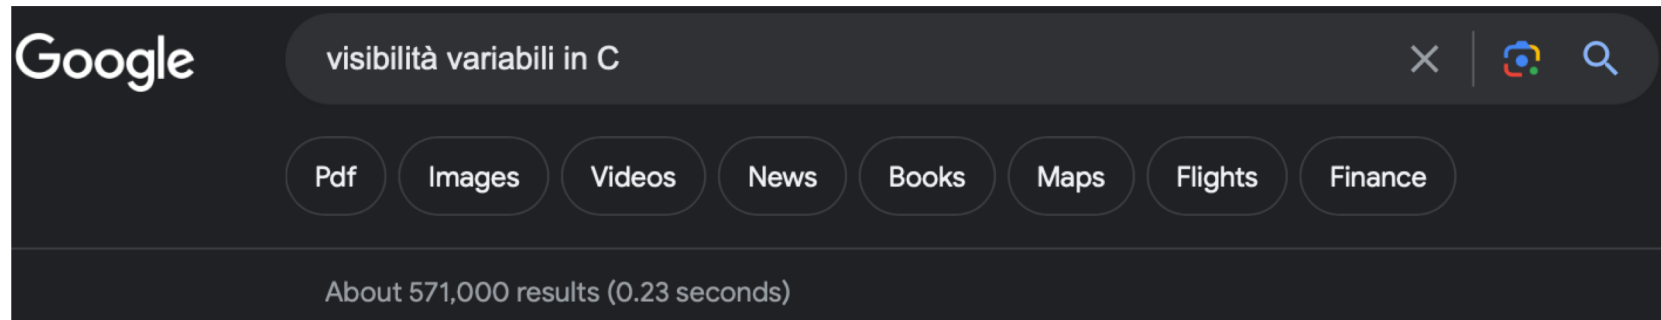 Google visibilità variabili in C
Pdf Images Videos News Books Maps Flights Finance
About 571,000 results (0.23 seconds)